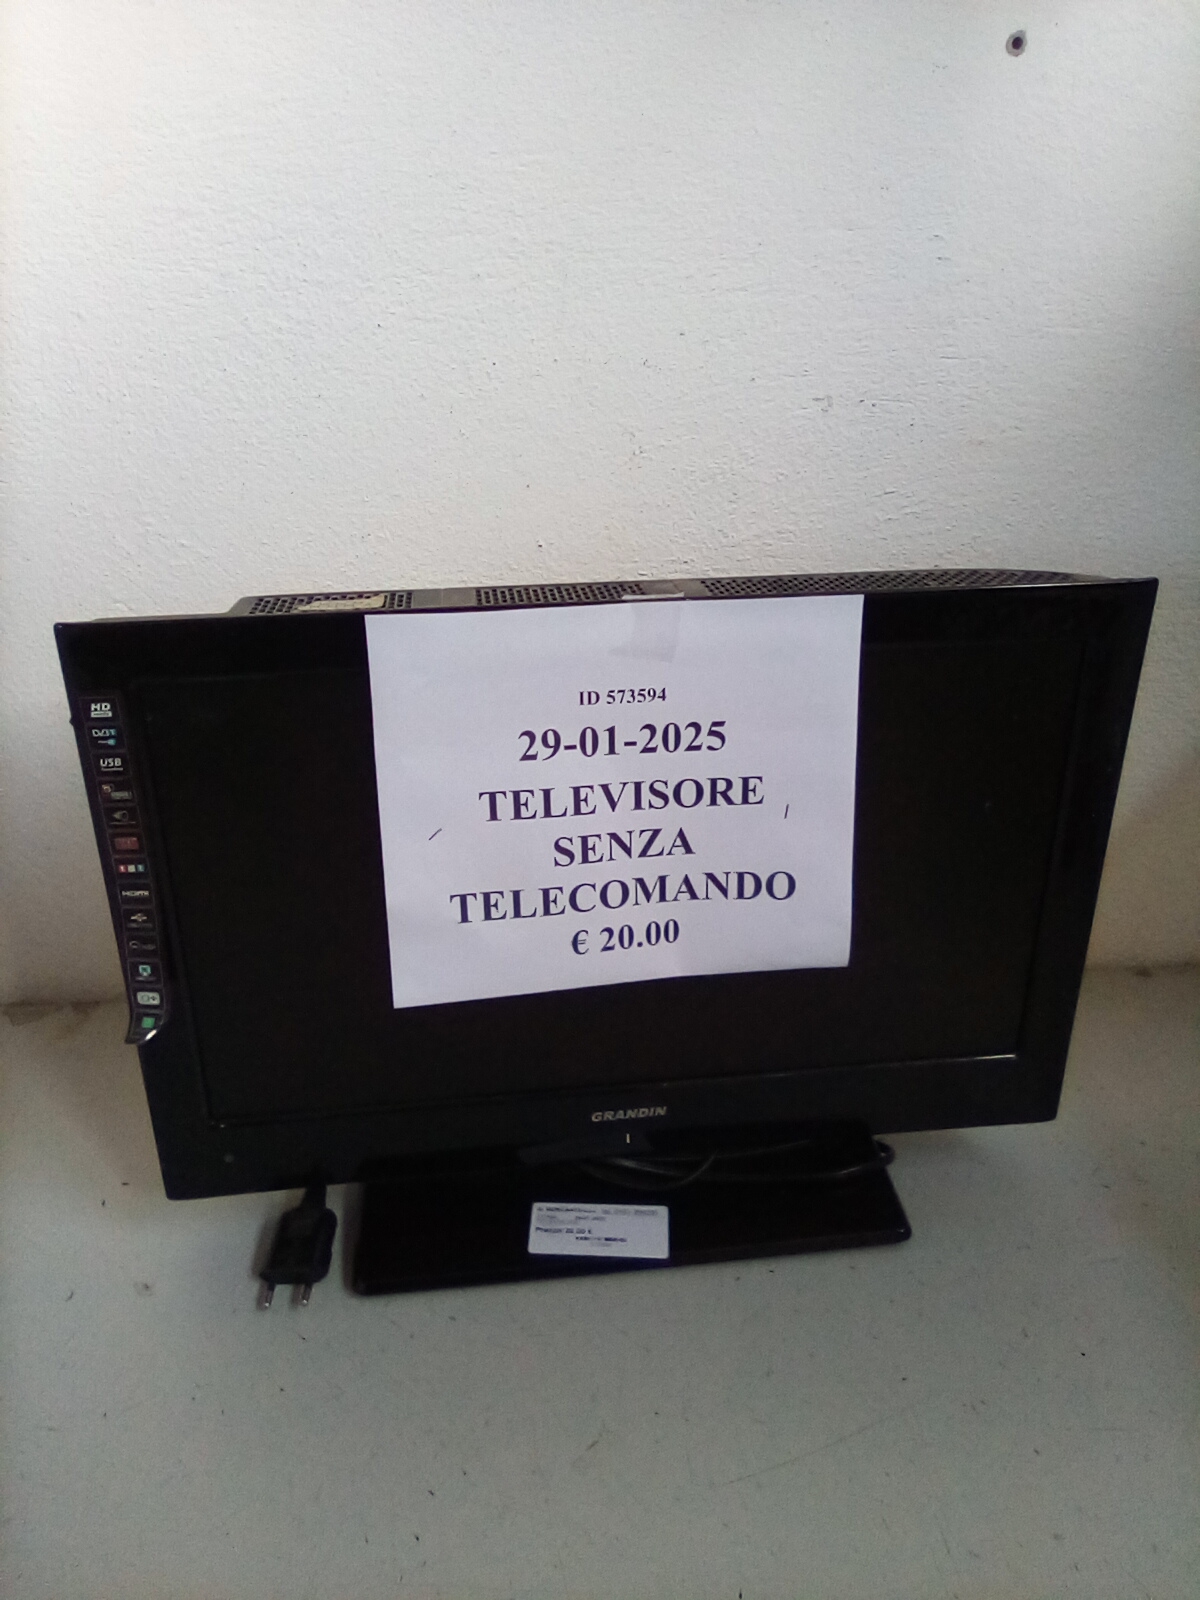 ID 573594
29-01-2025
TELEVISORE
SENZA
TELECOMANDO
€ 20.00
HD
USB
HDMI
GRANDIN